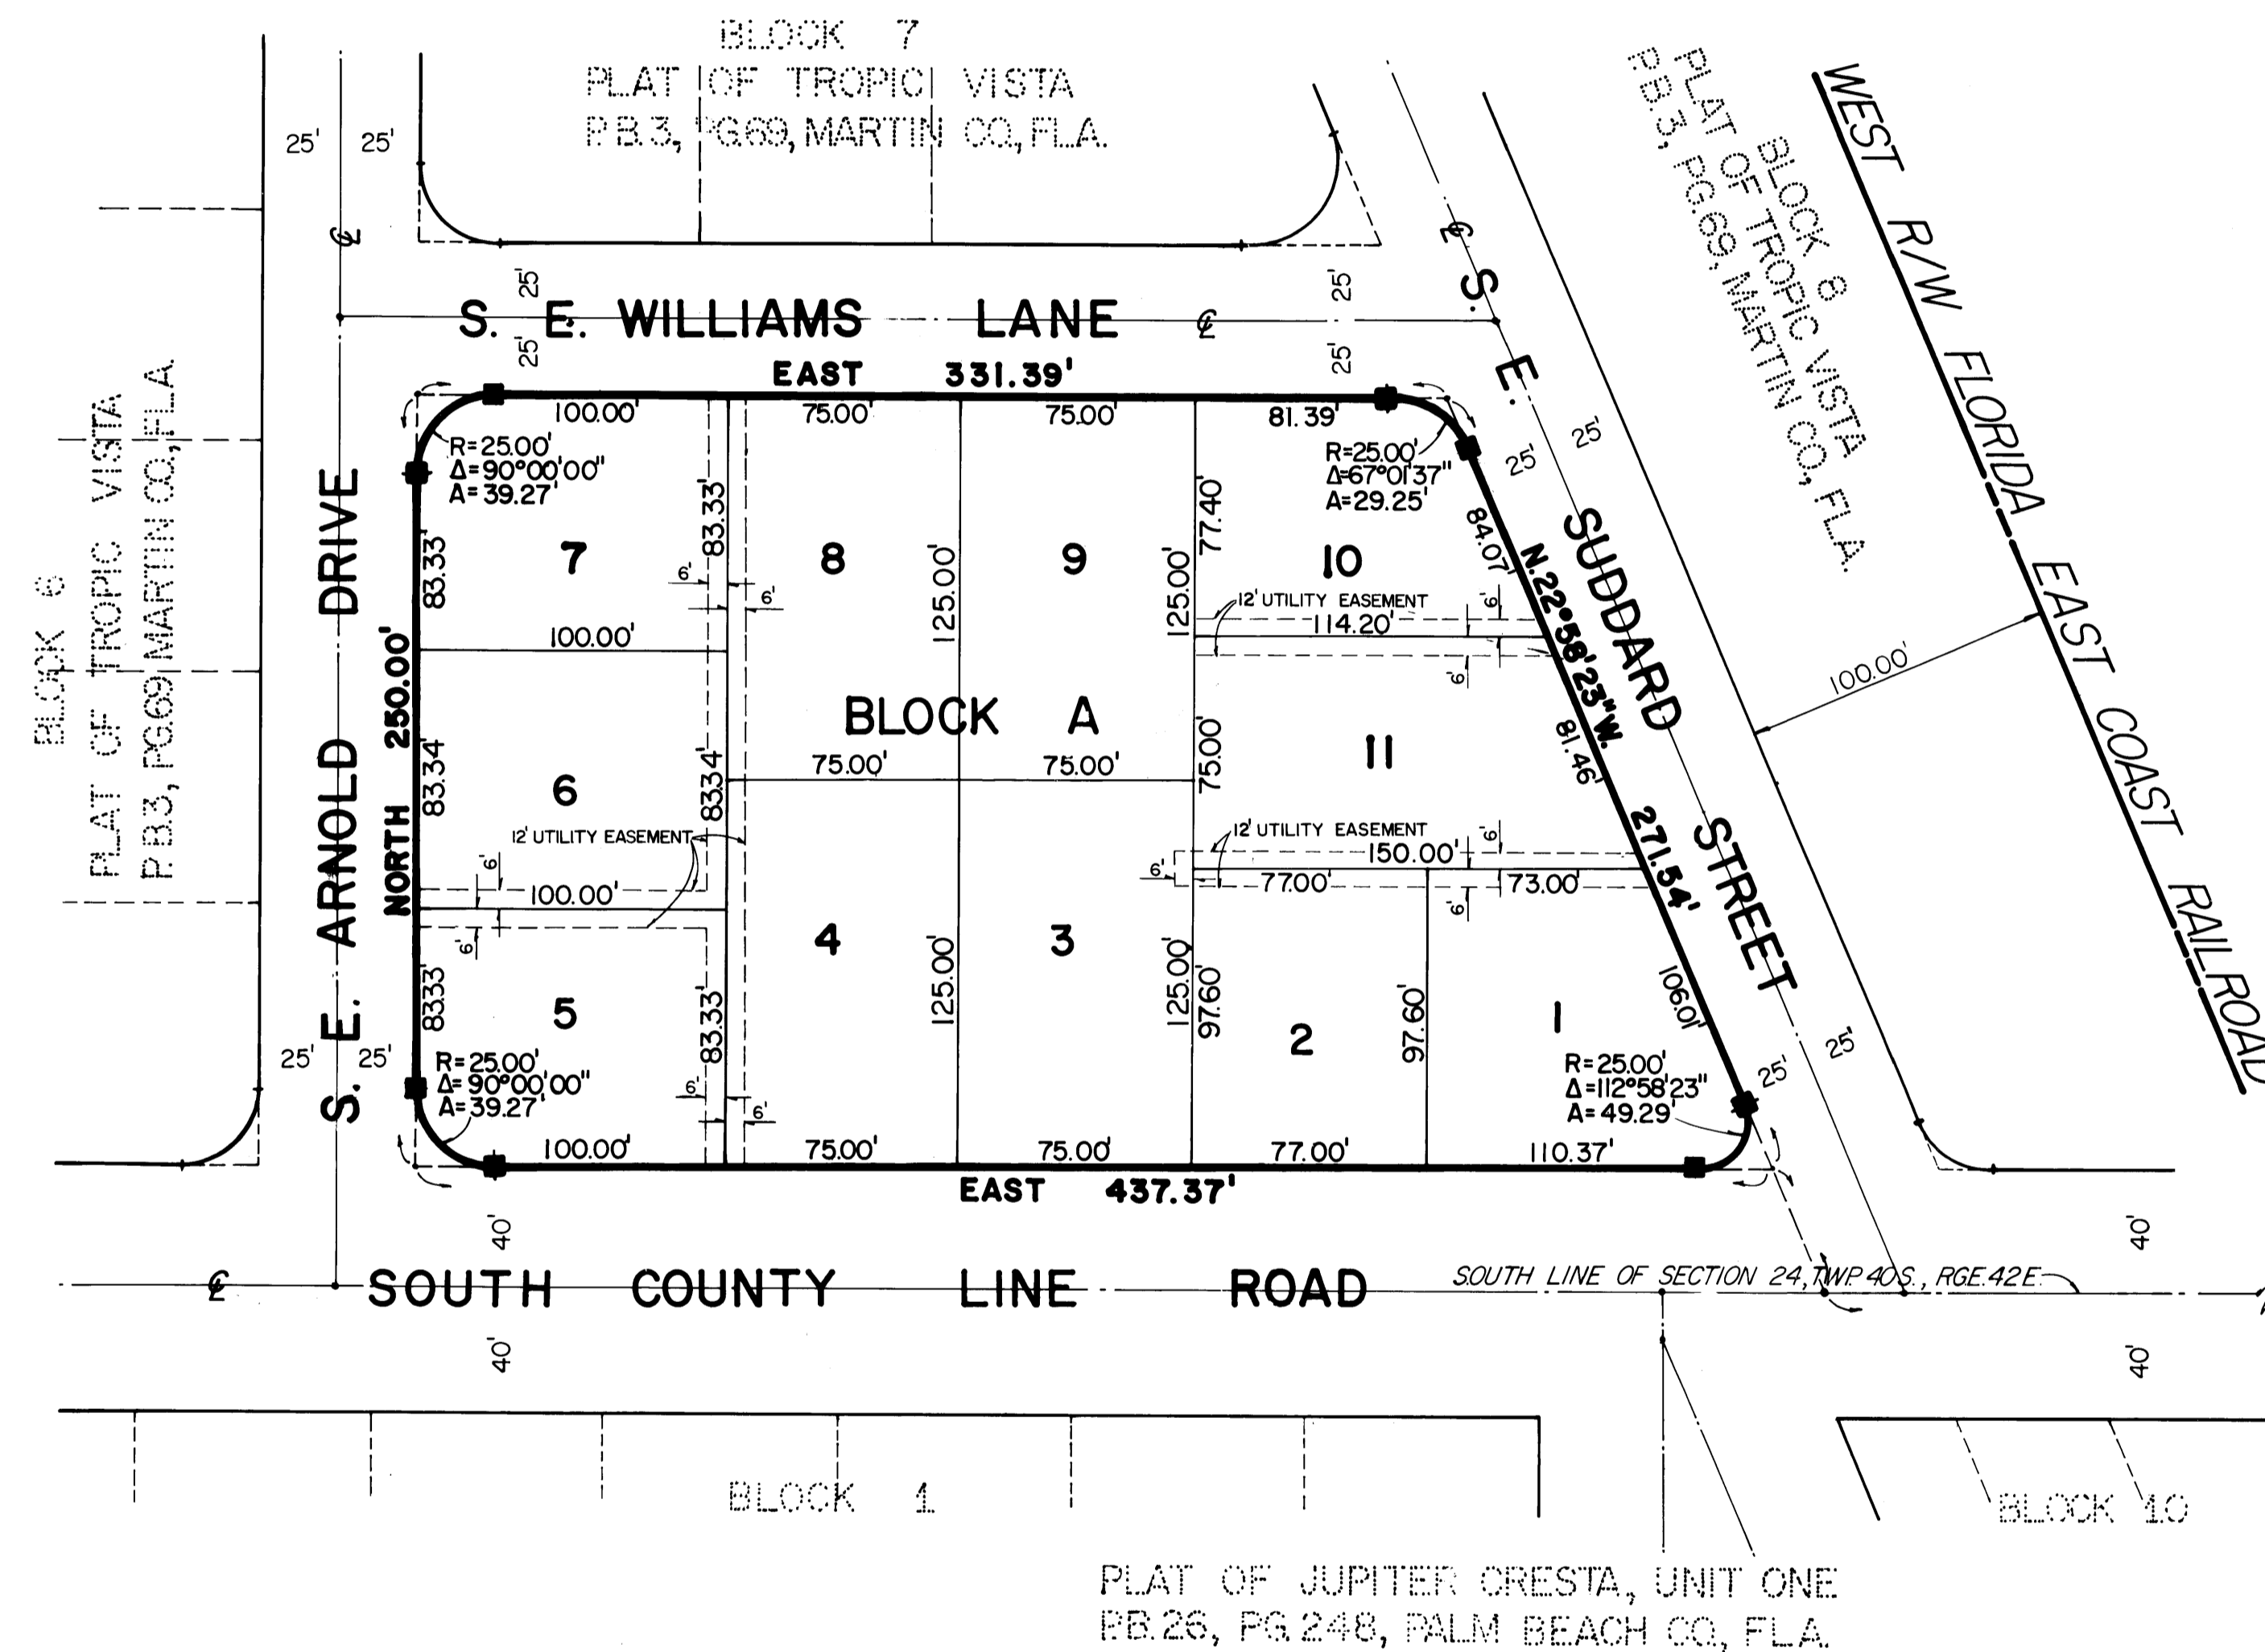 BLOCK 7
PLAT OF TROPIC VISTA
P.B.3, PG.69, MARTIN CO., FLA.
25' 25'
℄
BLOCK 8
PLAT OF TROPIC VISTA
P.B.3, PG.69, MARTIN CO., FLA.
WEST R/W FLORIDA EAST COAST RAILROAD
100.00'
BLOCK 6
PLAT OF TROPIC VISTA
P.B.3, PG.69 MARTIN CO., FLA.
S. E. WILLIAMS LANE ℄
25' 25'
25' 25'
EAST 331.39'
100.00' 75.00' 75.00' 81.39'
S. E. ARNOLD DRIVE
NORTH 250.00'
℄ S. E. SUDDARD STREET
25' 25'
N.22°58'23"W. 271.54'
R=25.00'
Δ=90°00'00"
A=39.27'
R=25.00'
Δ=67°01'37"
A=29.25'
83.33' 7 83.33' 8 125.00' 9 125.00' 77.40' 10 84.07'
6' 6'
12' UTILITY EASEMENT 6'
100.00' 114.20'
6'
BLOCK A
83.34' 6 83.34' 75.00' 75.00' 75.00' 11 81.46'
12' UTILITY EASEMENT 12' UTILITY EASEMENT 6'
150.00'
6' 100.00' 6' 77.00' 73.00'
6' 6'
83.33' 5 83.33' 4 125.00' 3 125.00' 97.60' 2 97.60' 1 106.01'
25' 25'
R=25.00'
Δ=90°00'00"
A=39.27'
6' 6'
R=25.00'
Δ=112°58'23"
A=49.29'
25' 25'
100.00' 75.00' 75.00' 77.00' 110.37'
EAST 437.37'
40' 40'
℄ SOUTH COUNTY LINE ROAD
SOUTH LINE OF SECTION 24, TWP. 40S., RGE. 42E.
40' 40'
BLOCK 1
BLOCK 10
PLAT OF JUPITER CRESTA, UNIT ONE
P.B.26, PG.248, PALM BEACH CO., FLA.